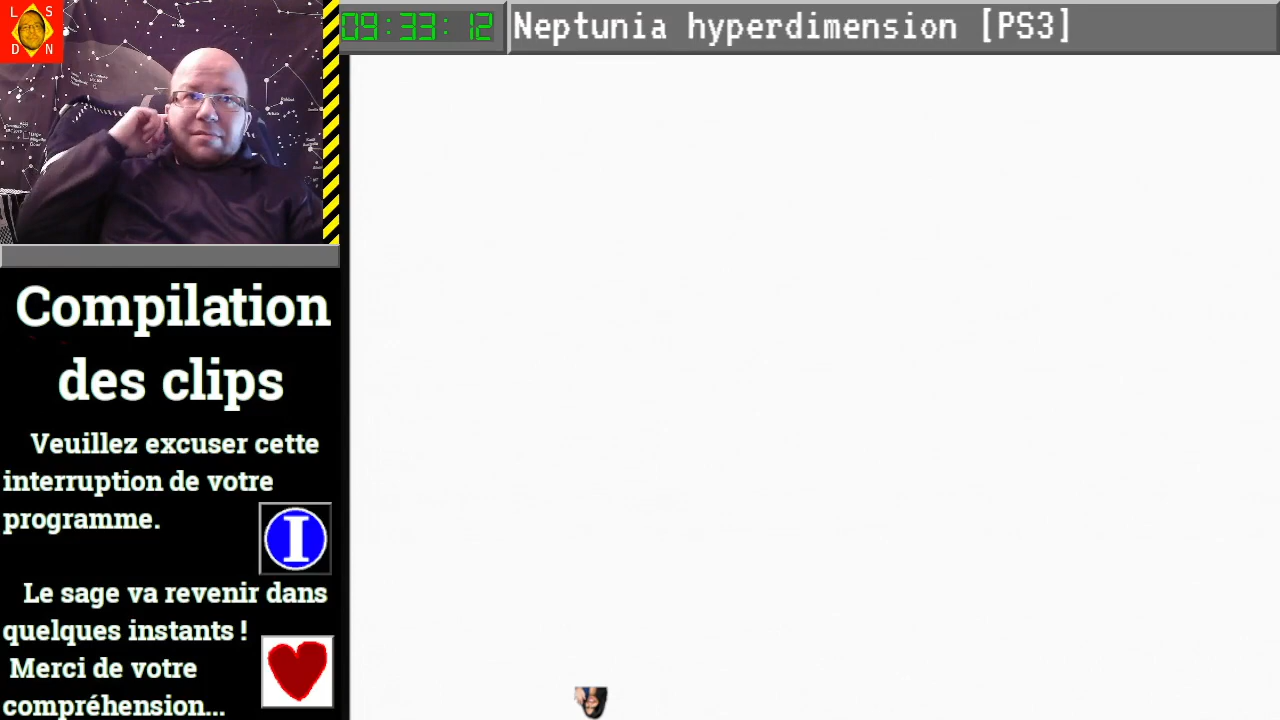 L S
D N
09:33:12
Neptunia hyperdimension [PS3]
Compilation
des clips
Veuillez excuser cette
interruption de votre
programme.
I
Le sage va revenir dans
quelques instants !
Merci de votre
compréhension...